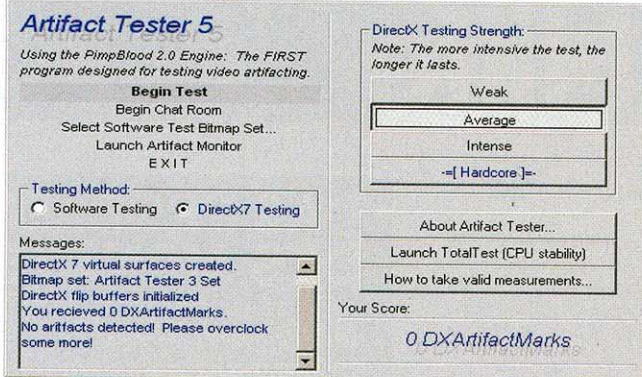 Artifact Tester 5
Using the PimpBlood 2.0 Engine: The FIRST
program designed for testing video artifacting.
Begin Test
Begin Chat Room
Select Software Test Bitmap Set...
Launch Artifact Monitor
E X I T
Testing Method:
Software Testing
DirectX7 Testing
Messages:
DirectX 7 virtual surfaces created.
Bitmap set: Artifact Tester 3 Set
DirectX flip buffers initialized
You recieved 0 DXArtifactMarks.
No aritfacts detected! Please overclock
some more!
DirectX Testing Strength:
Note: The more intensive the test, the
longer it lasts.
Weak
Average
Intense
-=[ Hardcore ]=-
About Artifact Tester...
Launch TotalTest (CPU stability)
How to take valid measurements...
Your Score:
0 DXArtifactMarks